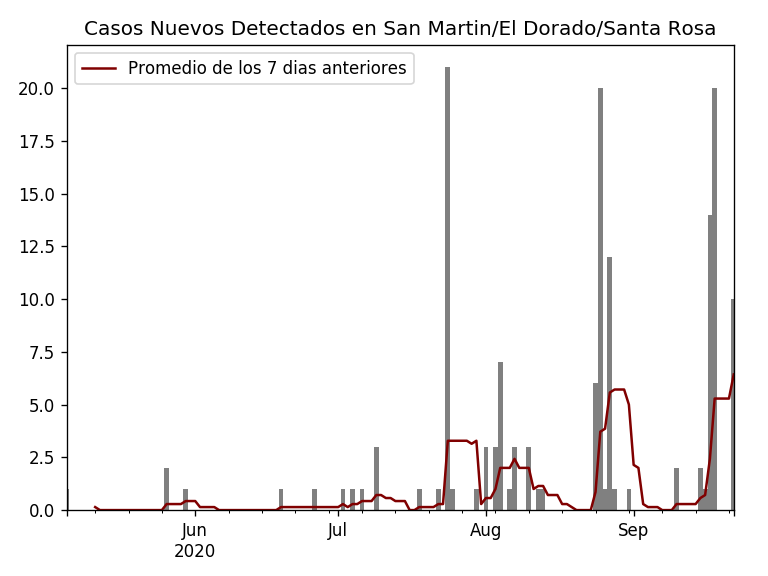 Casos Nuevos Detectados en San Martin/El Dorado/Santa Rosa
Promedio de los 7 dias anteriores
20.0
17.5
15.0
12.5
10.0
7.5
5.0
2.5
0.0
Jun
2020
Jul
Aug
Sep